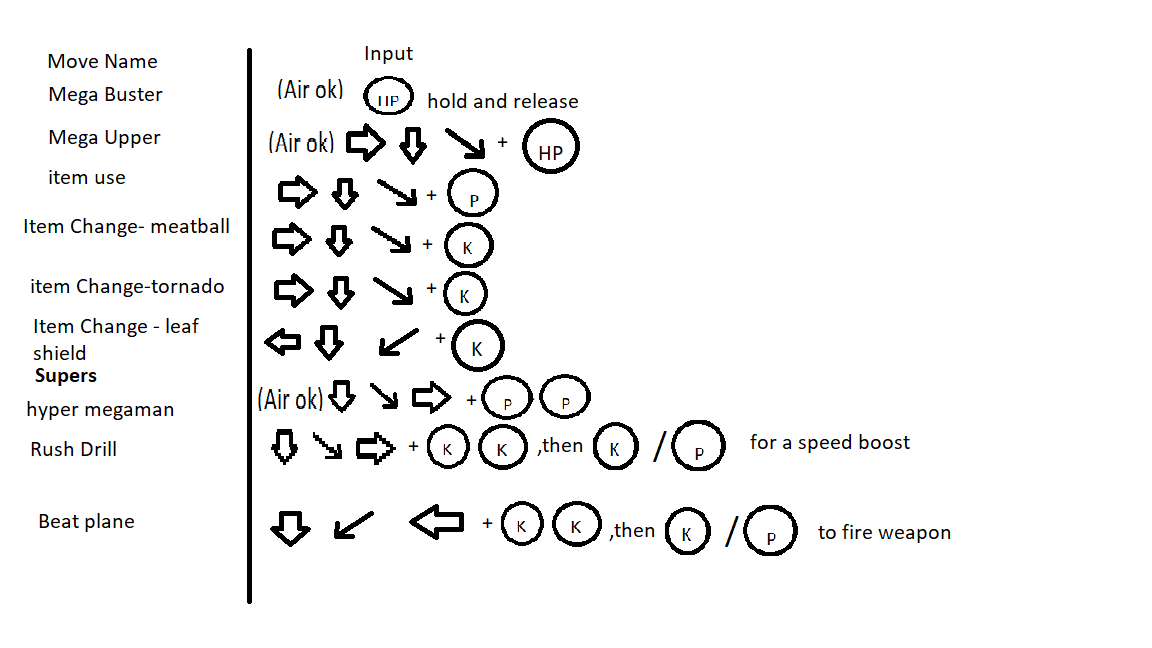 Input
Move Name
Mega Buster (Air ok) HP hold and release
Mega Upper (Air ok) + HP
item use + P
Item Change- meatball + K
item Change-tornado + K
Item Change - leaf
shield + K
Supers
hyper megaman (Air ok) + P P
Rush Drill + K K ,then K / P for a speed boost
Beat plane + K K ,then K / P to fire weapon